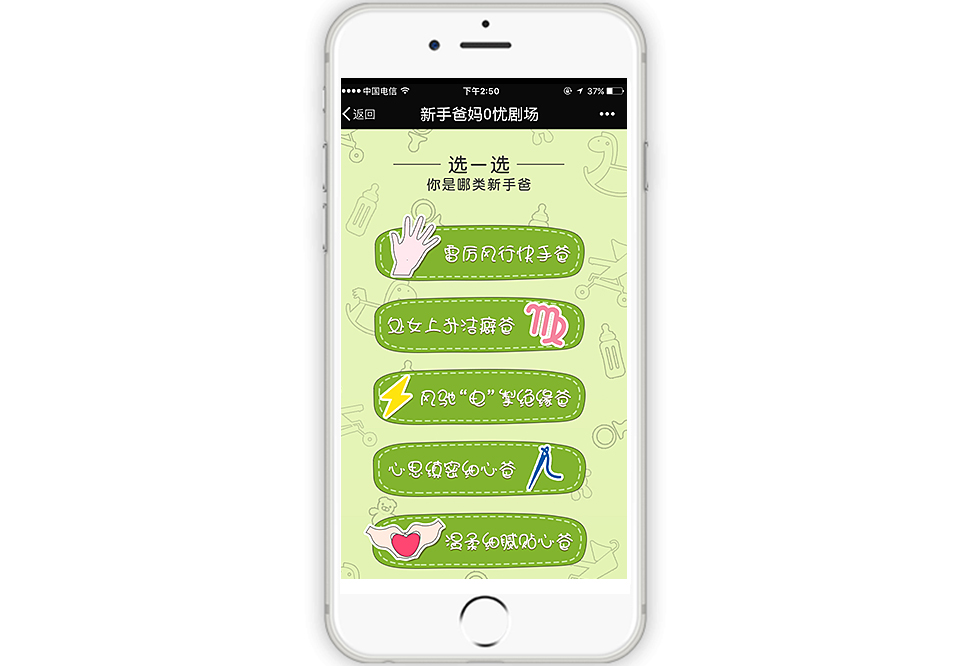 中国电信
下午2:50
37%
返回
新手爸妈0忧剧场
选一选
你是哪类新手爸
雷厉风行快手爸
处女上升洁癖爸
风驰“电”掣绝缘爸
心思缜密细心爸
温柔细腻贴心爸